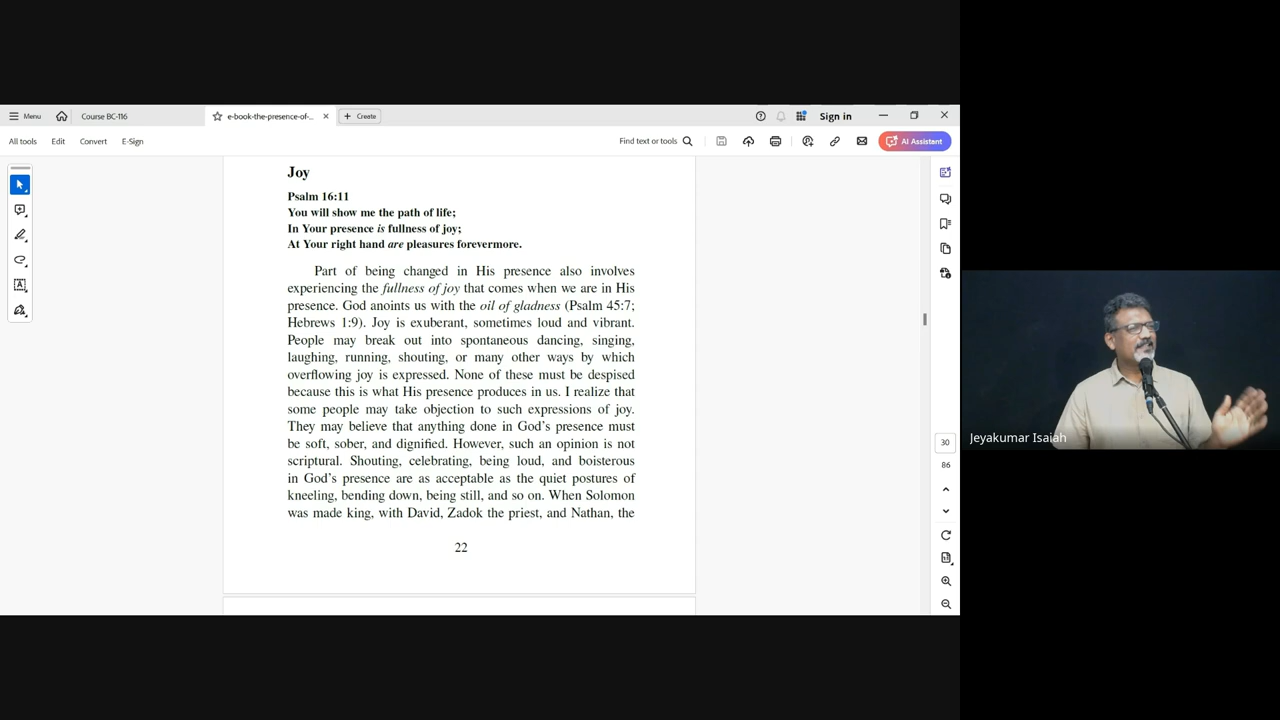 Menu
Course BC-116
e-book-the-presence-of-...
Create
Sign in
All tools
Edit
Convert
E-Sign
Find text or tools
AI Assistant
Joy
Psalm 16:11
You will show me the path of life;
In Your presence is fullness of joy;
At Your right hand are pleasures forevermore.
Part of being changed in His presence also involves
experiencing the fullness of joy that comes when we are in His
presence. God anoints us with the oil of gladness (Psalm 45:7;
Hebrews 1:9). Joy is exuberant, sometimes loud and vibrant.
People may break out into spontaneous dancing, singing,
laughing, running, shouting, or many other ways by which
overflowing joy is expressed. None of these must be despised
because this is what His presence produces in us. I realize that
some people may take objection to such expressions of joy.
They may believe that anything done in God's presence must
be soft, sober, and dignified. However, such an opinion is not
scriptural. Shouting, celebrating, being loud, and boisterous
in God's presence are as acceptable as the quiet postures of
kneeling, bending down, being still, and so on. When Solomon
was made king, with David, Zadok the priest, and Nathan, the
22
30
86
Jeyakumar Isaiah